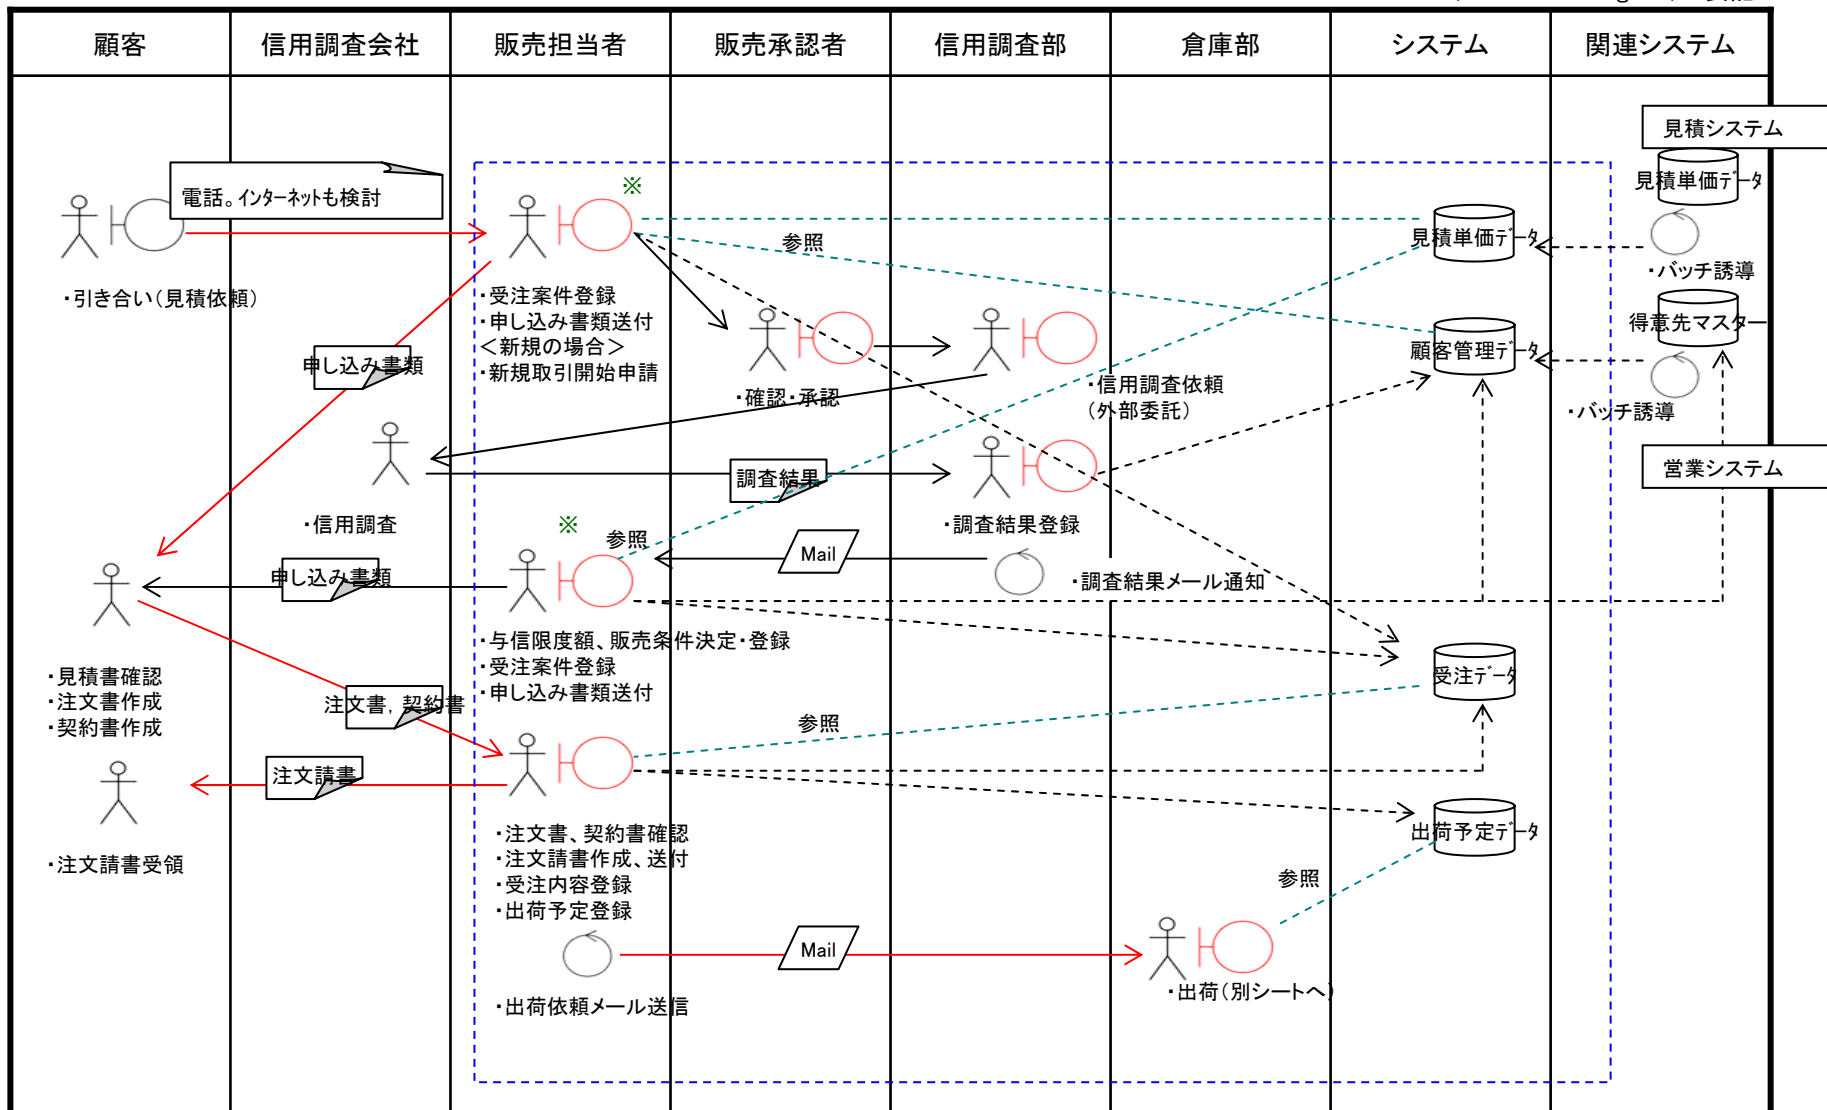 顧客
信用調査会社
販売担当者
販売承認者
信用調査部
倉庫部
システム
関連システム
見積システム
見積単価データ
電話。インターネットも検討
※
参照
見積単価データ
・バッチ誘導
・引き合い（見積依頼）
・受注案件登録
・申し込み書類送付
＜新規の場合＞
・新規取引開始申請
得意先マスター
顧客管理データ
申し込み書類
・確認・承認
・信用調査依頼
（外部委託）
・バッチ誘導
営業システム
調査結果
・信用調査
※
・調査結果登録
参照
Mail
申し込み書類
・調査結果メール通知
・与信限度額、販売条件決定・登録
・受注案件登録
・申し込み書類送付
・見積書確認
・注文書作成
・契約書作成
受注データ
注文書，契約書
参照
注文請書
・注文書、契約書確認
・注文請書作成、送付
・受注内容登録
・出荷予定登録
出荷予定データ
・注文請書受領
参照
Mail
・出荷（別シートへ）
・出荷依頼メール送信